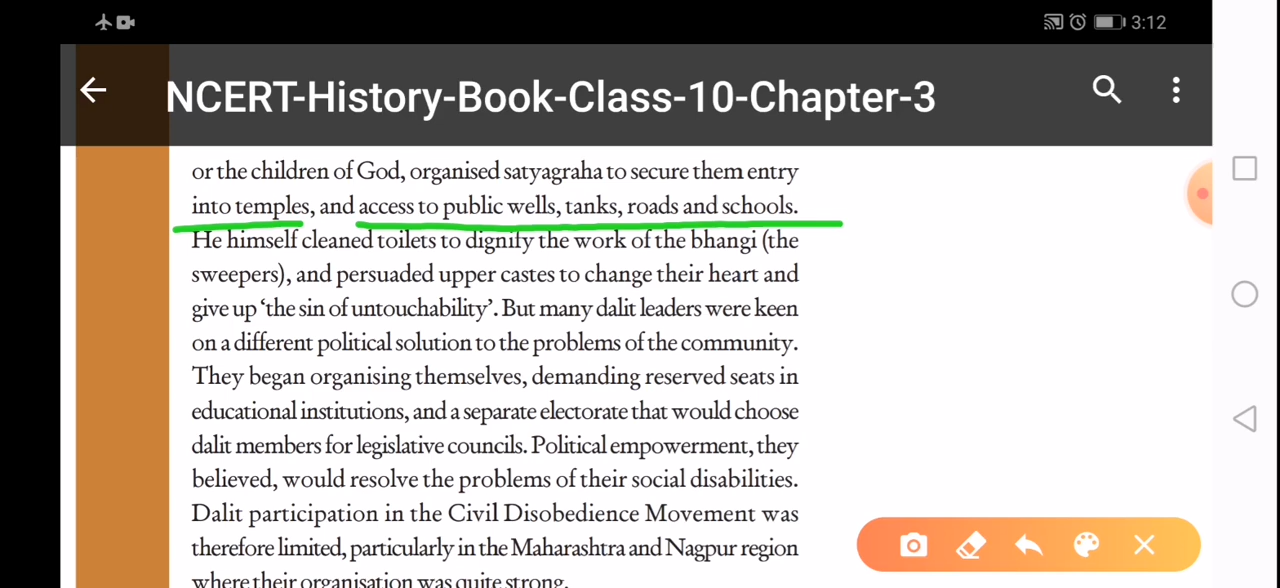 3:12
NCERT-History-Book-Class-10-Chapter-3
or the children of God, organised satyagraha to secure them entry
into temples, and access to public wells, tanks, roads and schools.
He himself cleaned toilets to dignify the work of the bhangi (the
sweepers), and persuaded upper castes to change their heart and
give up ‘the sin of untouchability’. But many dalit leaders were keen
on a different political solution to the problems of the community.
They began organising themselves, demanding reserved seats in
educational institutions, and a separate electorate that would choose
dalit members for legislative councils. Political empowerment, they
believed, would resolve the problems of their social disabilities.
Dalit participation in the Civil Disobedience Movement was
therefore limited, particularly in the Maharashtra and Nagpur region
where their organisation was quite strong.